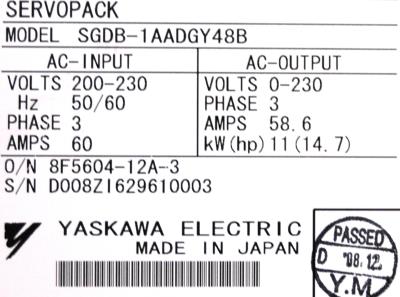 SERVOPACK
MODEL SGDB-1AADGY48B
AC-INPUT
VOLTS 200-230
Hz 50/60
PHASE 3
AMPS 60
AC-OUTPUT
VOLTS 0-230
PHASE 3
AMPS 58.6
kW(hp) 11(14.7)
O/N 8F5604-12A-3
S/N D008Z1629610003
YASKAWA ELECTRIC
MADE IN JAPAN
PASSED
D '08.12.
Y.M